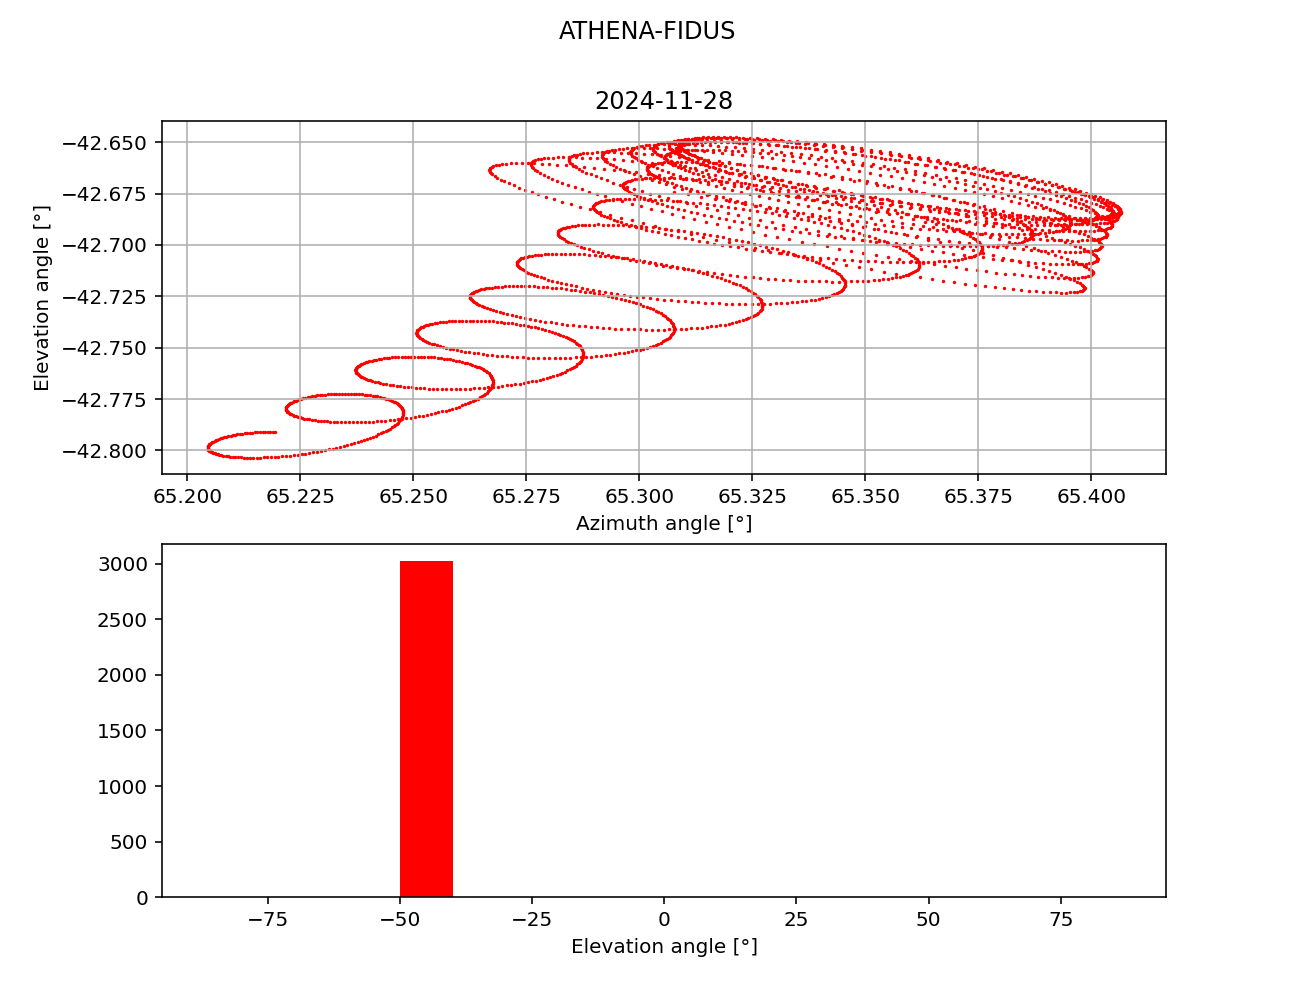 ATHENA-FIDUS
2024-11-28
−42.650
−42.675
−42.700
−42.725
−42.750
−42.775
−42.800
Elevation angle [°]
65.200 65.225 65.250 65.275 65.300 65.325 65.350 65.375 65.400
Azimuth angle [°]
3000
2500
2000
1500
1000
500
0
−75 −50 −25 0 25 50 75
Elevation angle [°]